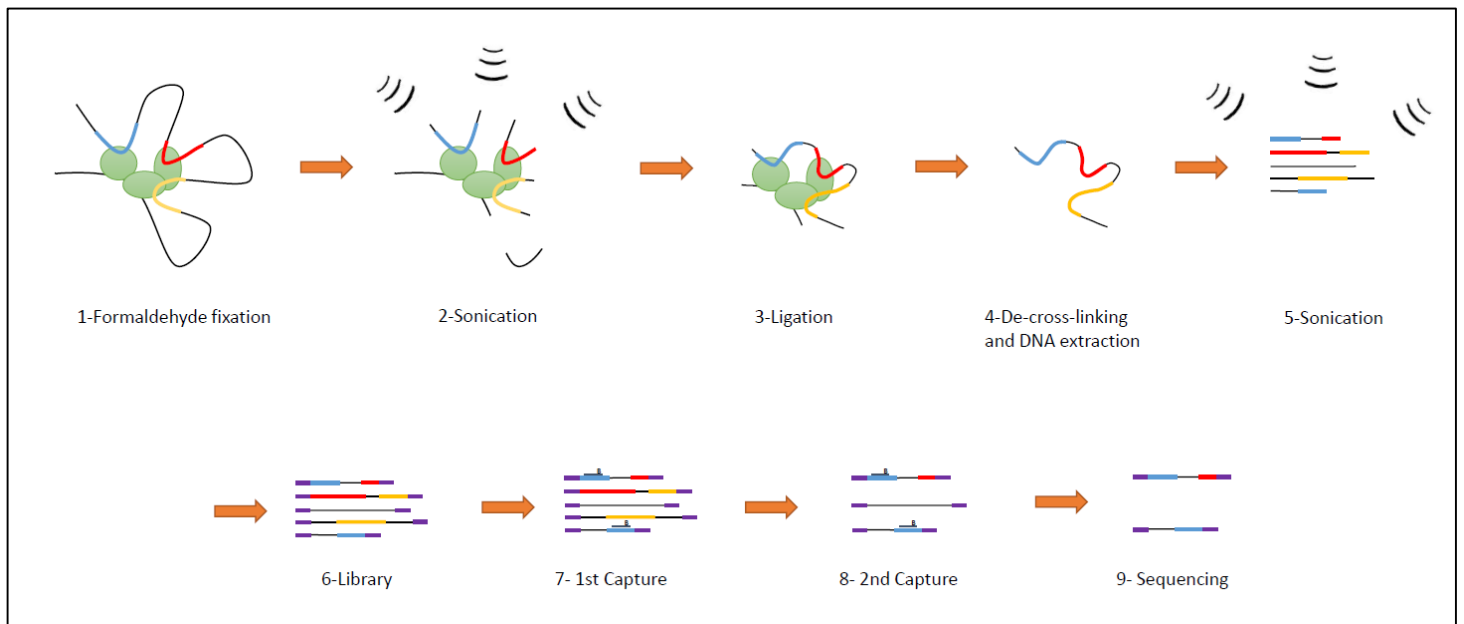 1-Formaldehyde fixation
2-Sonication
3-Ligation
4-De-cross-linking
and DNA extraction
5-Sonication
6-Library
7- 1st Capture
8- 2nd Capture
9- Sequencing